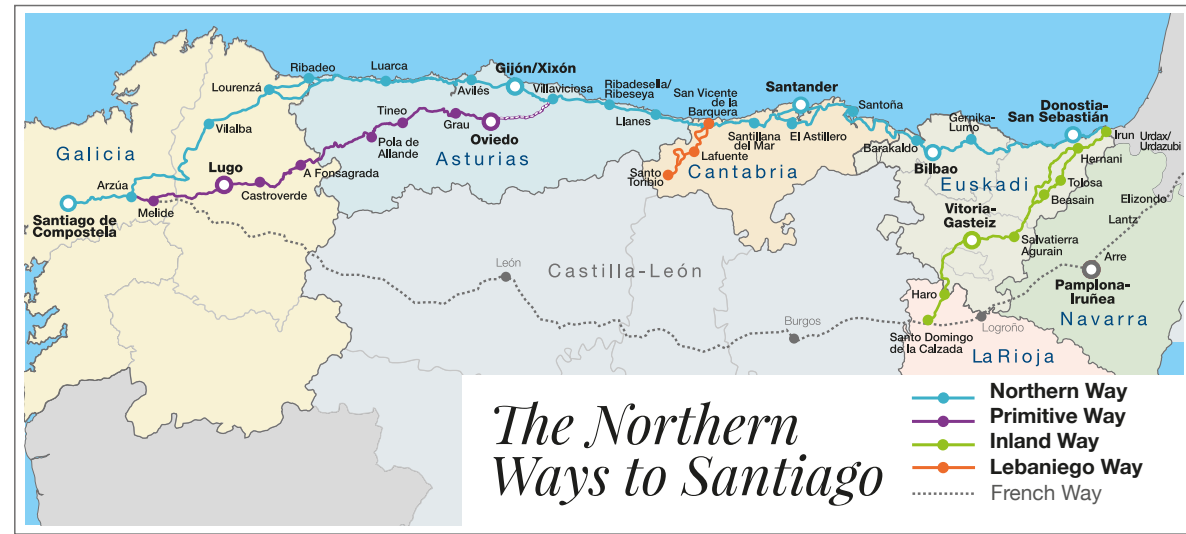 Ribadeo
Luarca
Gijón/Xixón
Avilés
Villaviciosa
Ribadesella/
Ribeseya
Llanes
San Vicente
de la
Barquera
Santander
Santoña
Gernika-
Lumo
Donostia-
San Sebastián
Irun
Urdax/
Urdazubi
Lourenzá
Vilalba
Tineo
Grau
Oviedo
Pola de
Allande
Asturias
Santillana
del Mar
El Astillero
Barakaldo
Bilbao
Hernani
Galicia
Lugo
A Fonsagrada
Castroverde
Lafuente
Santo
Toribio
Cantabria
Euskadi
Tolosa
Beasain
Elizondo
Lantz
Arzúa
Melide
Santiago de
Compostela
Vitoria-
Gasteiz
Salvatierra
Agurain
Arre
Pamplona-
Iruñea
Navarra
León
Castilla-León
Burgos
Haro
Logroño
Santo Domingo
de la Calzada
La Rioja
The Northern
Ways to Santiago
Northern Way
Primitive Way
Inland Way
Lebaniego Way
French Way